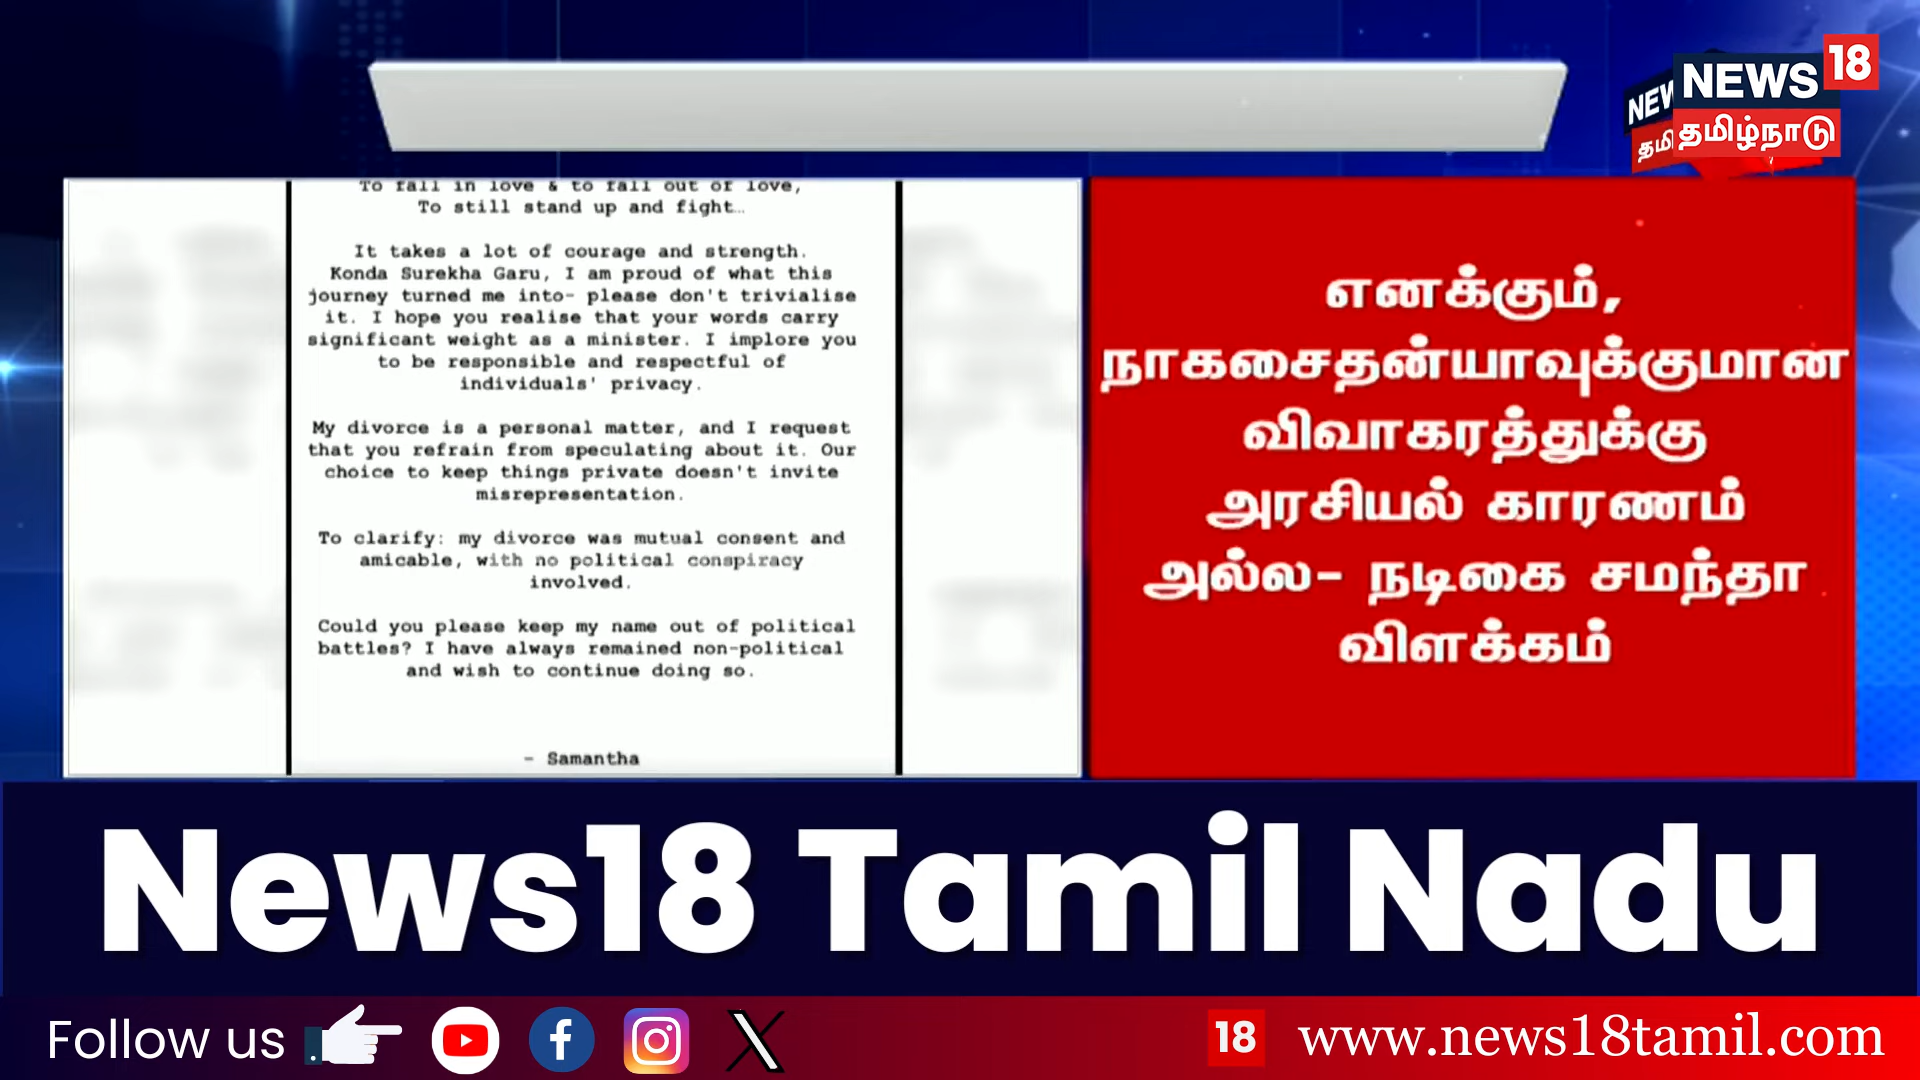 NEWS 18
தமிழ்நாடு
To fall in love & to fall out of love,
To still stand up and fight…
It takes a lot of courage and strength.
Konda Surekha Garu, I am proud of what this
journey turned me into- please don't trivialise
it. I hope you realise that your words carry
significant weight as a minister. I implore you
to be responsible and respectful of
individuals' privacy.
My divorce is a personal matter, and I request
that you refrain from speculating about it. Our
choice to keep things private doesn't invite
misrepresentation.
To clarify: my divorce was mutual consent and
amicable, with no political conspiracy
involved.
Could you please keep my name out of political
battles? I have always remained non-political
and wish to continue doing so.
- Samantha
எனக்கும்,
நாகசைதன்யாவுக்குமான
விவாகரத்துக்கு
அரசியல் காரணம்
அல்ல- நடிகை சமந்தா
விளக்கம்
News18 Tamil Nadu
Follow us
18 www.news18tamil.com